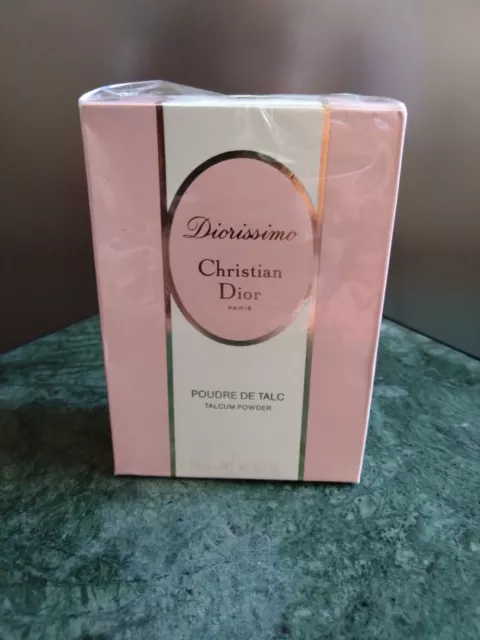 Diorissimo
Christian
Dior
PARIS
POUDRE DE TALC
TALCUM POWDER